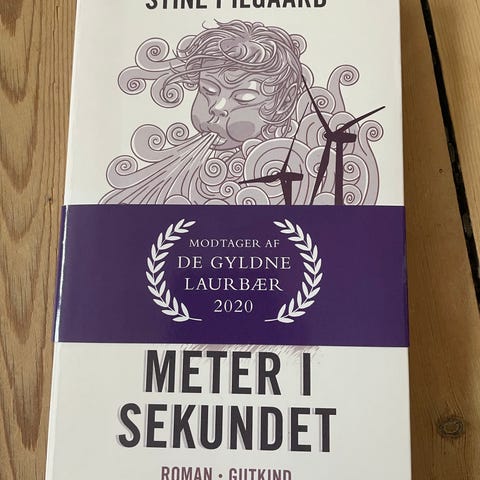 STINE PILGAARD
MODTAGER AF
DE GYLDNE
LAURBÆR
2020
METER I
SEKUNDET
ROMAN · GUTKIND